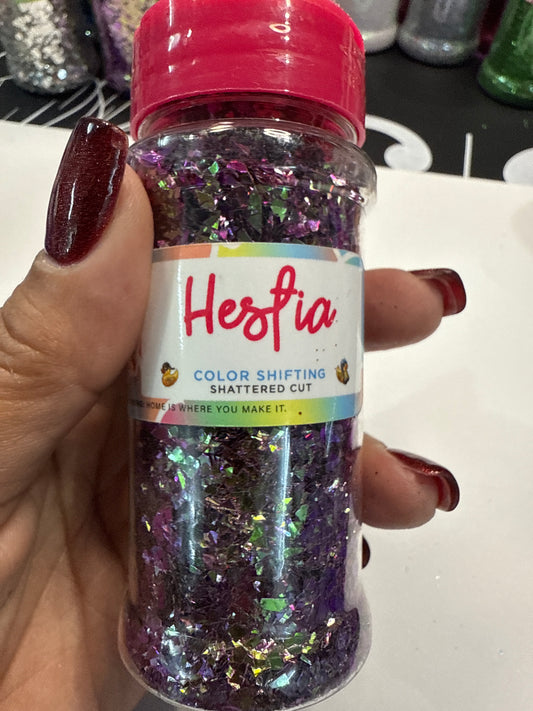 Hestia
COLOR SHIFTING
SHATTERED CUT
HOME IS WHERE YOU MAKE IT.